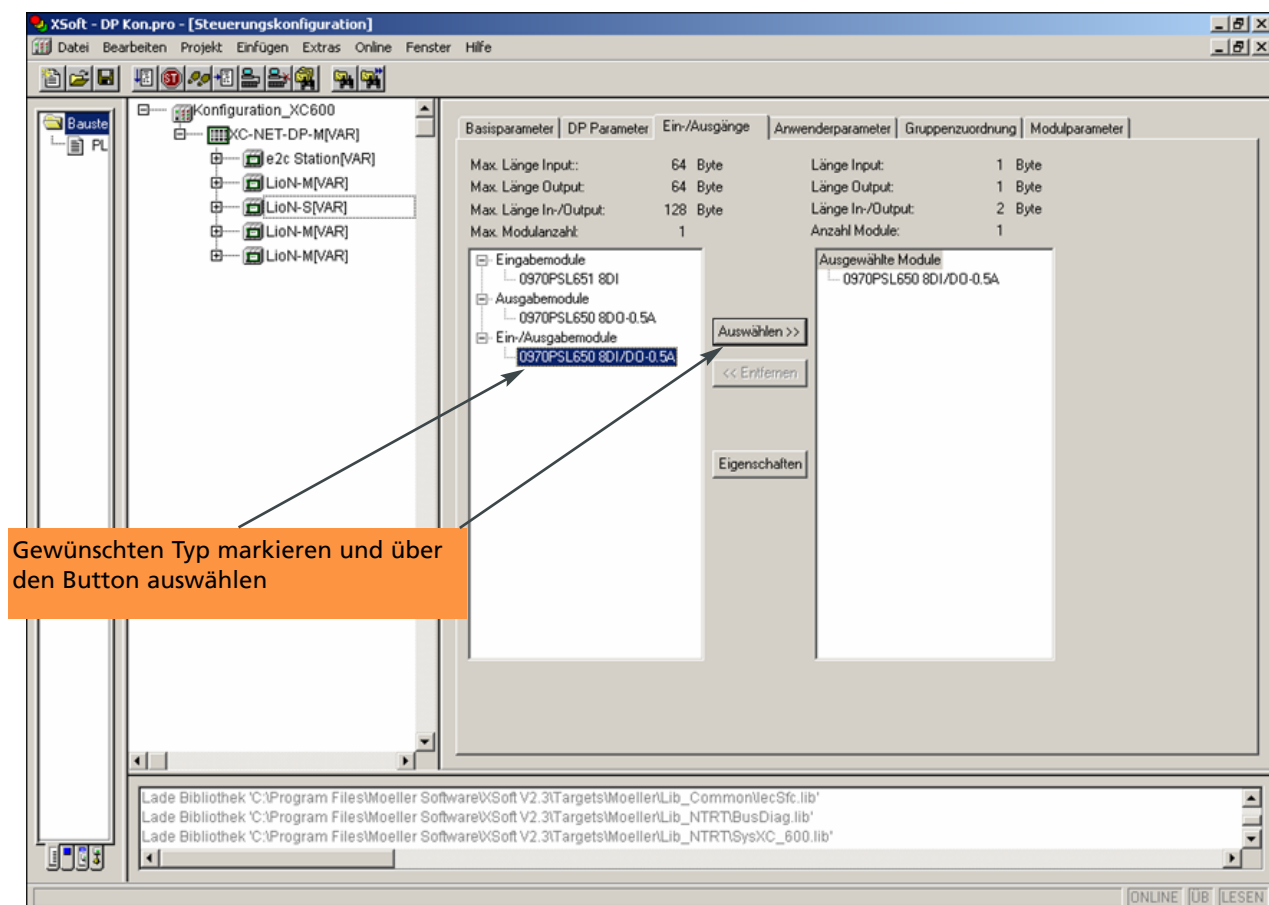 XSoft - DP Kon.pro - [Steuerungskonfiguration]
Datei Bearbeiten Projekt Einfügen Extras Online Fenster Hilfe
Bauste
PL
Konfiguration_XC600
XC-NET-DP-M[VAR]
e2c Station[VAR]
LioN-M[VAR]
LioN-S[VAR]
LioN-M[VAR]
LioN-M[VAR]
Basisparameter DP Parameter Ein-/Ausgänge Anwenderparameter Gruppenzuordnung Modulparameter
Max. Länge Input:: 64 Byte
Max. Länge Output: 64 Byte
Max. Länge In-/Output: 128 Byte
Max. Modulanzahl: 1
Länge Input: 1 Byte
Länge Output: 1 Byte
Länge In-/Output: 2 Byte
Anzahl Module: 1
Eingabemodule
0970PSL651 8DI
Ausgabemodule
0970PSL650 8DO-0.5A
Ein-/Ausgabemodule
0970PSL650 8DI/DO-0.5A
Auswählen >>
<< Entfernen
Eigenschaften
Ausgewählte Module
0970PSL650 8DI/DO-0.5A
Gewünschten Typ markieren und über
den Button auswählen
Lade Bibliothek 'C:\Program Files\Moeller Software\XSoft V2.3\Targets\Moeller\Lib_Common\IecSfc.lib'
Lade Bibliothek 'C:\Program Files\Moeller Software\XSoft V2.3\Targets\Moeller\Lib_NTRT\BusDiag.lib'
Lade Bibliothek 'C:\Program Files\Moeller Software\XSoft V2.3\Targets\Moeller\Lib_NTRT\SysXC_600.lib'
ONLINE ÜB LESEN